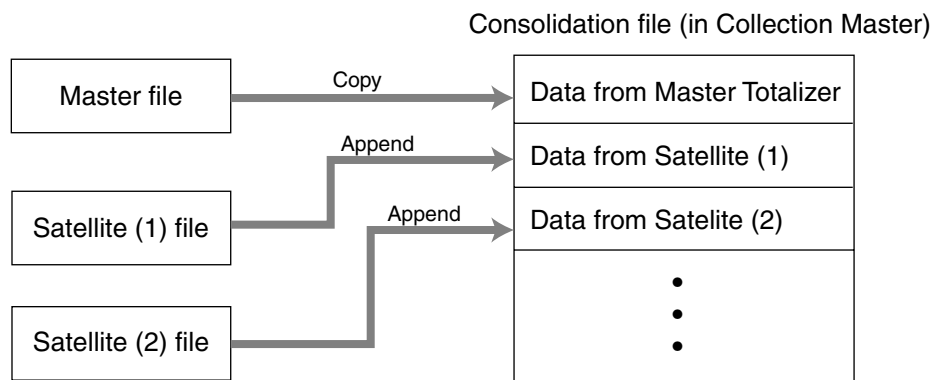 Consolidation file (in Collection Master)
Master file
Copy
Data from Master Totalizer
Append
Data from Satellite (1)
Satellite (1) file
Append
Data from Satelite (2)
Satellite (2) file